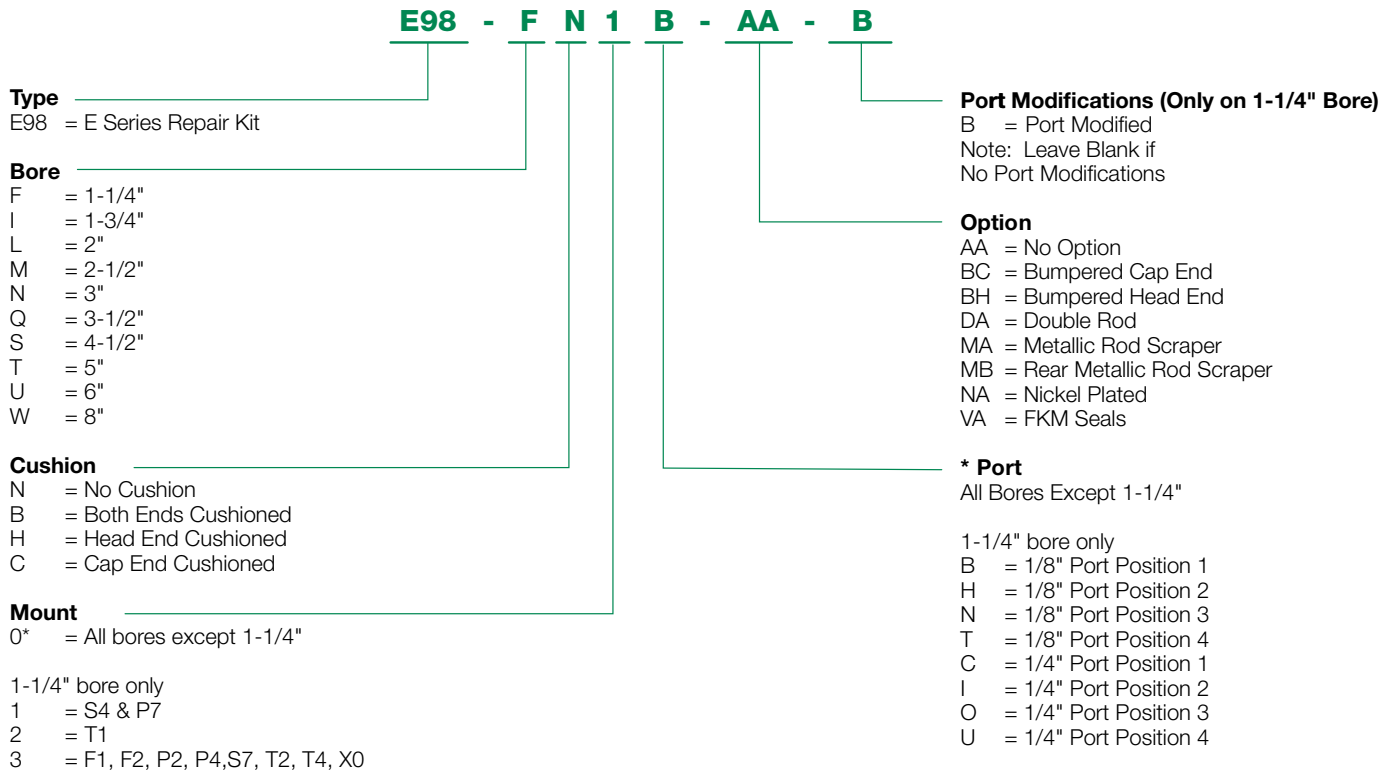 E98 - F N 1 B - AA - B
Type
E98 = E Series Repair Kit
Bore
F = 1-1/4"
I = 1-3/4"
L = 2"
M = 2-1/2"
N = 3"
Q = 3-1/2"
S = 4-1/2"
T = 5"
U = 6"
W = 8"
Cushion
N = No Cushion
B = Both Ends Cushioned
H = Head End Cushioned
C = Cap End Cushioned
Mount
0* = All bores except 1-1/4"
1-1/4" bore only
1 = S4 & P7
2 = T1
3 = F1, F2, P2, P4,S7, T2, T4, X0
Port Modifications (Only on 1-1/4" Bore)
B = Port Modified
Note: Leave Blank if
No Port Modifications
Option
AA = No Option
BC = Bumpered Cap End
BH = Bumpered Head End
DA = Double Rod
MA = Metallic Rod Scraper
MB = Rear Metallic Rod Scraper
NA = Nickel Plated
VA = FKM Seals
* Port
All Bores Except 1-1/4"
1-1/4" bore only
B = 1/8" Port Position 1
H = 1/8" Port Position 2
N = 1/8" Port Position 3
T = 1/8" Port Position 4
C = 1/4" Port Position 1
I = 1/4" Port Position 2
O = 1/4" Port Position 3
U = 1/4" Port Position 4